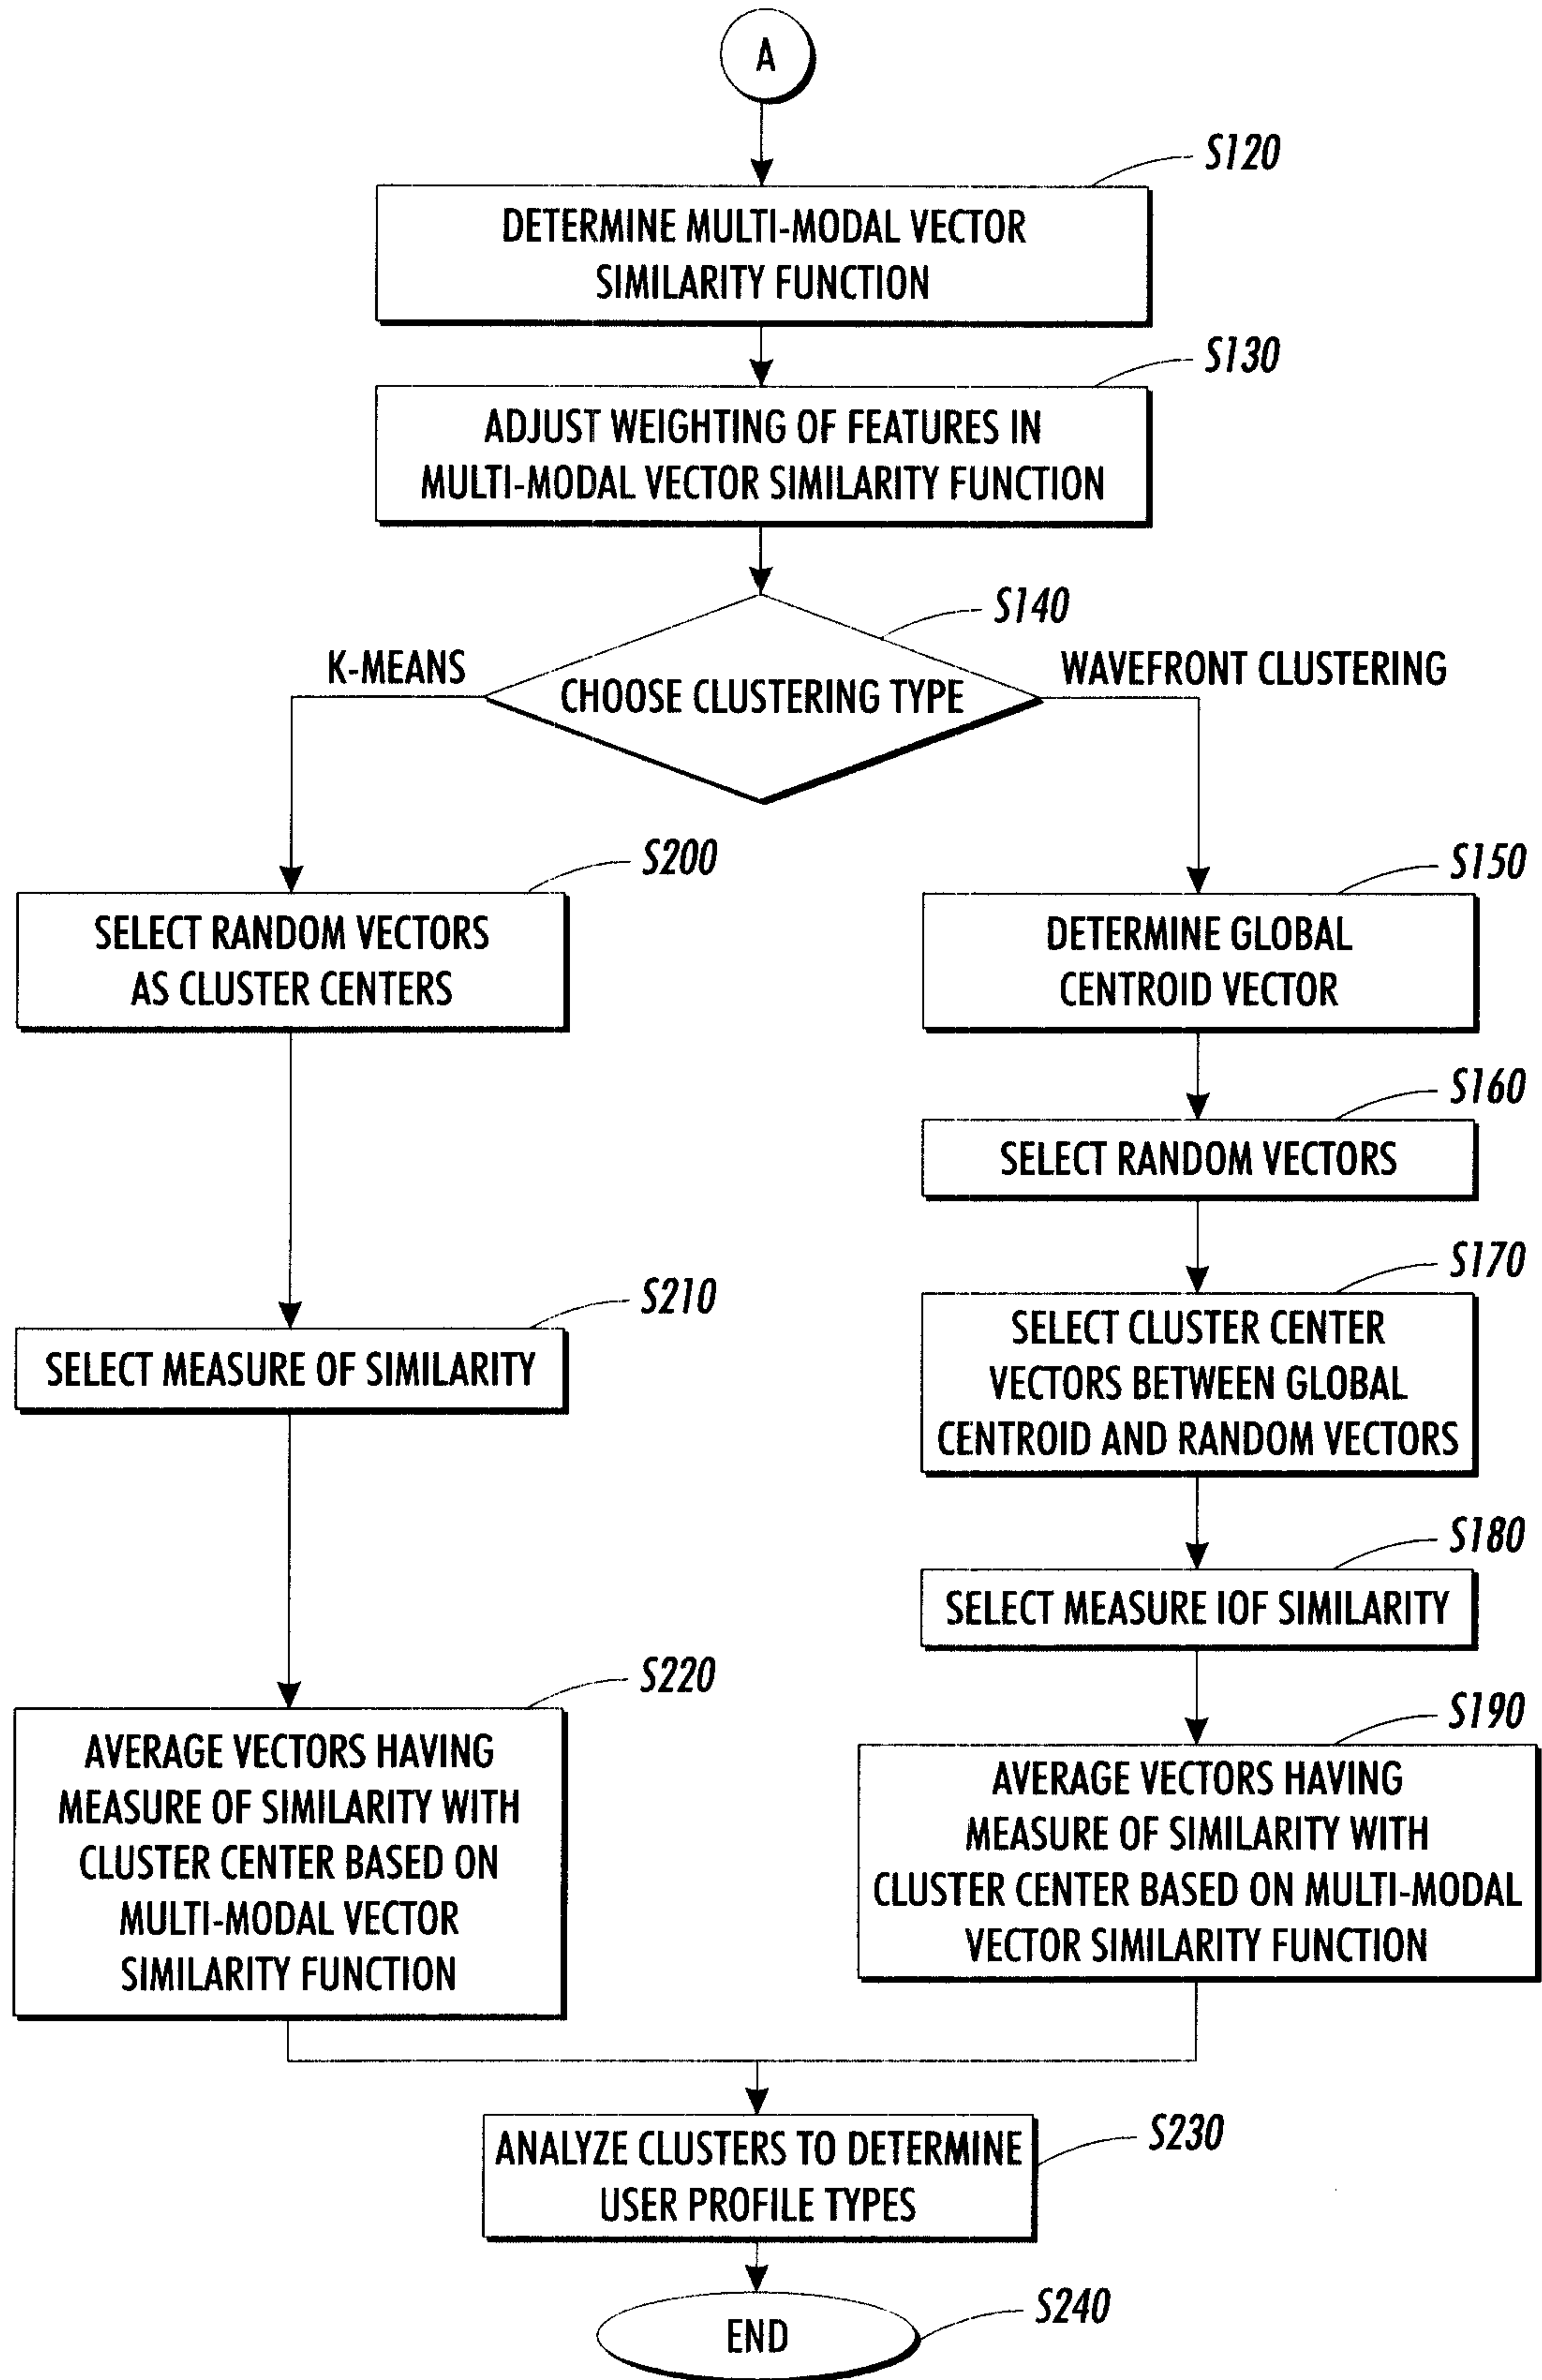 A
S120
DETERMINE MULTI-MODAL VECTOR
SIMILARITY FUNCTION
S130
ADJUST WEIGHTING OF FEATURES IN
MULTI-MODAL VECTOR SIMILARITY FUNCTION
S140
K-MEANS
CHOOSE CLUSTERING TYPE
WAVEFRONT CLUSTERING
S200
SELECT RANDOM VECTORS
AS CLUSTER CENTERS
S210
SELECT MEASURE OF SIMILARITY
S220
AVERAGE VECTORS HAVING
MEASURE OF SIMILARITY WITH
CLUSTER CENTER BASED ON
MULTI-MODAL VECTOR
SIMILARITY FUNCTION
S150
DETERMINE GLOBAL
CENTROID VECTOR
S160
SELECT RANDOM VECTORS
S170
SELECT CLUSTER CENTER
VECTORS BETWEEN GLOBAL
CENTROID AND RANDOM VECTORS
S180
SELECT MEASURE IOF SIMILARITY
S190
AVERAGE VECTORS HAVING
MEASURE OF SIMILARITY WITH
CLUSTER CENTER BASED ON MULTI-MODAL
VECTOR SIMILARITY FUNCTION
S230
ANALYZE CLUSTERS TO DETERMINE
USER PROFILE TYPES
S240
END